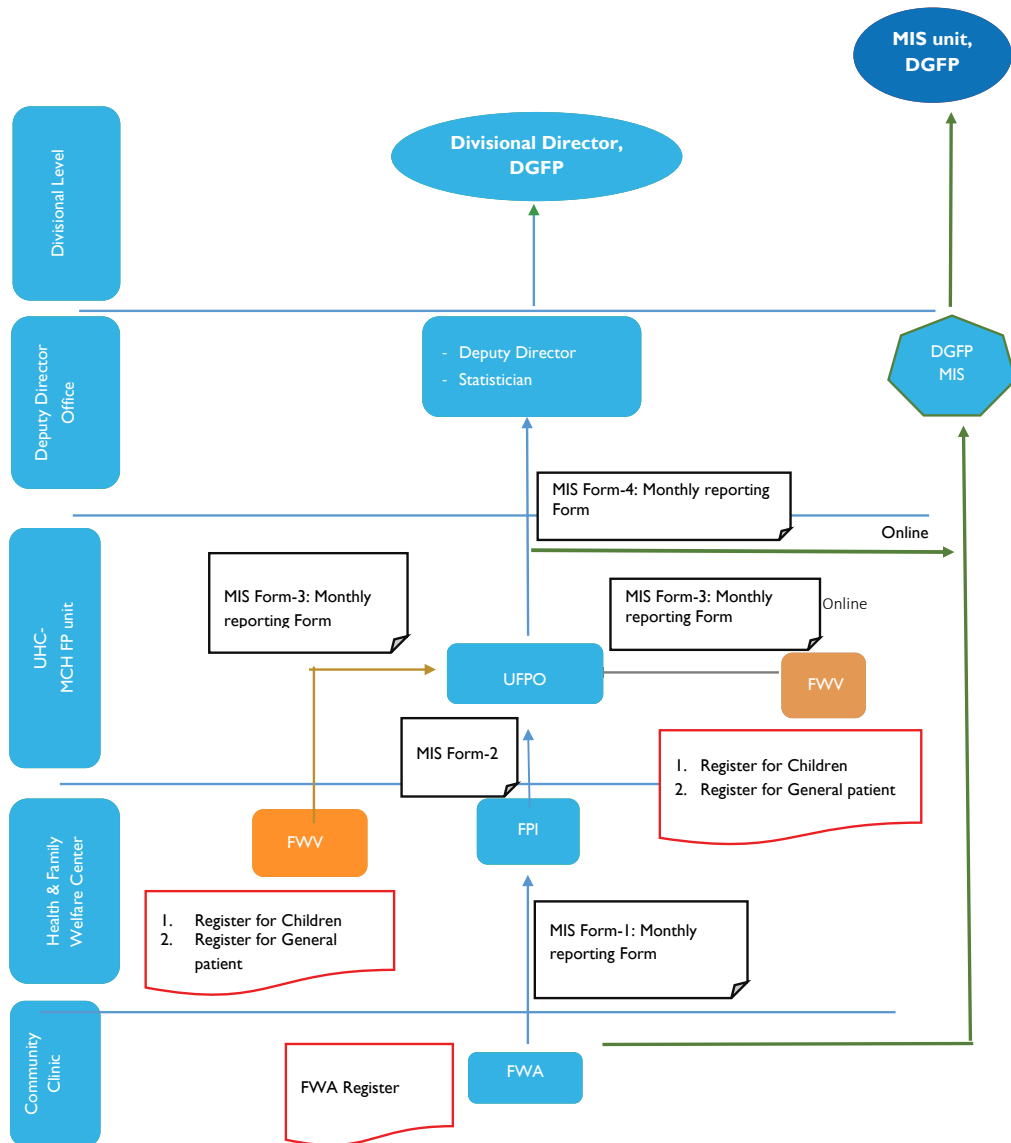 MIS unit,
DGFP
Divisional Level
Divisional Director,
DGFP
Deputy Director
Office
- Deputy Director
- Statistician
DGFP
MIS
MIS Form-4: Monthly reporting
Form
Online
UHC-
MCH FP unit
MIS Form-3: Monthly
reporting Form
MIS Form-3: Monthly
reporting Form
Online
UFPO
FWV
MIS Form-2
1. Register for Children
2. Register for General patient
Health & Family
Welfare Center
FWV
FPI
1. Register for Children
2. Register for General
patient
MIS Form-1: Monthly
reporting Form
Community
Clinic
FWA Register
FWA